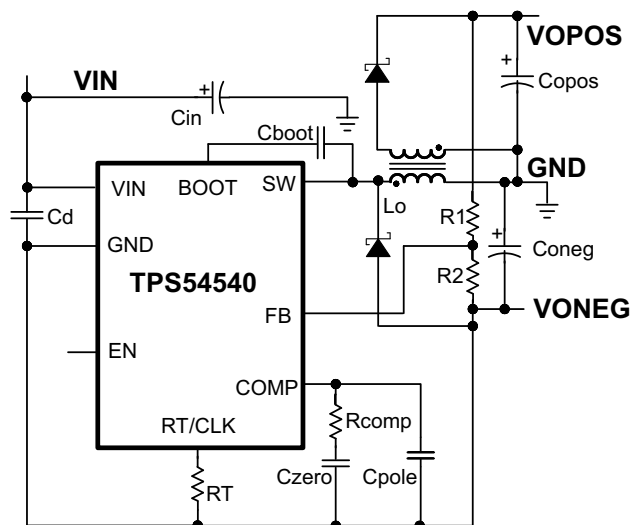 VOPOS
VIN
+
Copos
+
Cin
Cboot
GND
VIN
BOOT
SW
Lo
R1
Cd
GND
+
Coneg
TPS54540
R2
FB
VONEG
EN
COMP
RT/CLK
Rcomp
RT
Czero
Cpole